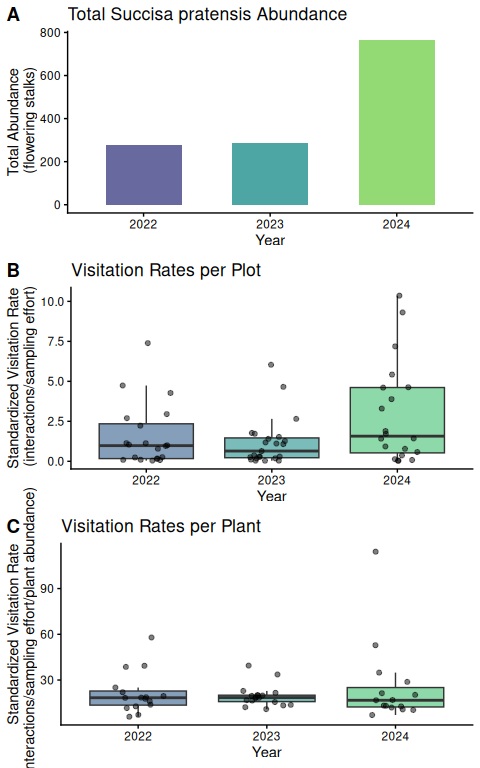 A
Total Succisa pratensis Abundance
Total Abundance
(flowering stalks)
800
600
400
200
0
2022
2023
2024
Year
B
Visitation Rates per Plot
Standardized Visitation Rate
(interactions/sampling effort)
10.0
7.5
5.0
2.5
0.0
2022
2023
2024
Year
C
Visitation Rates per Plant
Standardized Visitation Rate
nteractions/sampling effort/plant abundance)
90
60
30
2022
2023
2024
Year